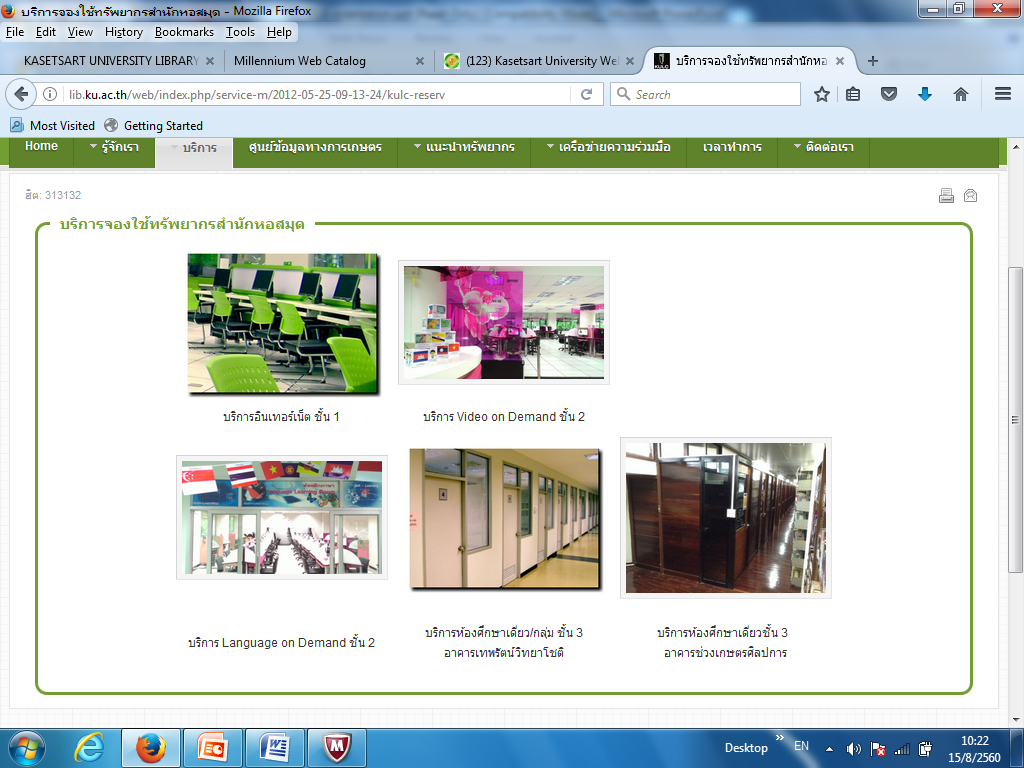 บริการจองใช้ทรัพยากรสำนักหอสมุด - Mozilla Firefox
File Edit View History Bookmarks Tools Help
KASETSART UNIVERSITY LIBRARY
Millennium Web Catalog
(123) Kasetsart University We
บริการจองใช้ทรัพยากรสำนักหอ
lib.ku.ac.th/web/index.php/service-m/2012-05-25-09-13-24/kulc-reserv
Search
Most Visited Getting Started
Home รู้จักเรา บริการ ศูนย์ข้อมูลทางการเกษตร แนะนำทรัพยากร เครือข่ายความร่วมมือ เวลาทำการ ติดต่อเรา
ฮิต: 313132
บริการจองใช้ทรัพยากรสำนักหอสมุด
บริการอินเทอร์เน็ต ชั้น 1
บริการ Video on Demand ชั้น 2
Language Learning Room
4
บริการ Language on Demand ชั้น 2
บริการห้องศึกษาเดี่ยว/กลุ่ม ชั้น 3
อาคารเทพรัตน์วิทยาโชติ
บริการห้องศึกษาเดี่ยวชั้น 3
อาคารช่วงเกษตรศิลปการ
Desktop
EN
10:22
15/8/2560